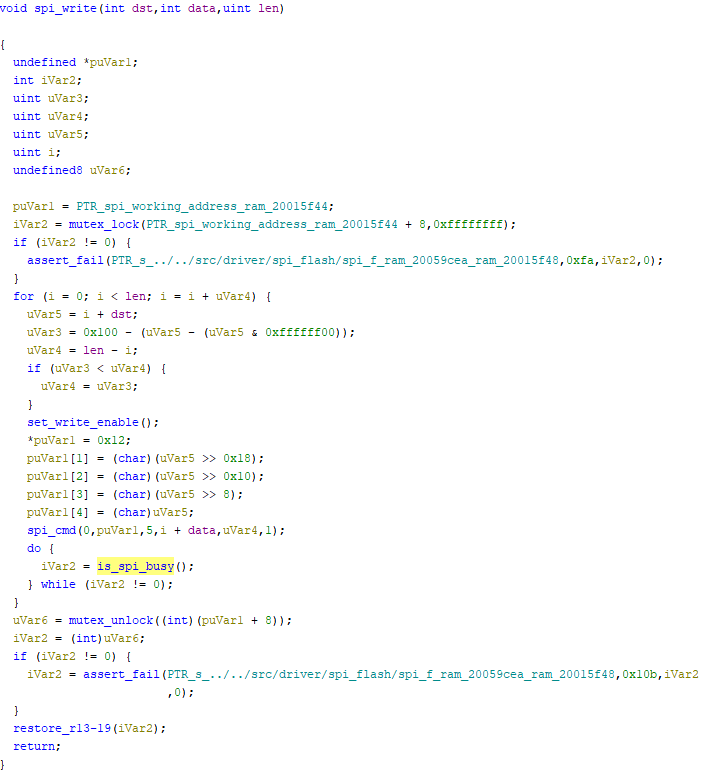 void spi_write(int dst,int data,uint len)
{
undefined *puVar1;
int iVar2;
uint uVar3;
uint uVar4;
uint uVar5;
uint i;
undefined8 uVar6;
puVar1 = PTR_spi_working_address_ram_20015f44;
iVar2 = mutex_lock(PTR_spi_working_address_ram_20015f44 + 8,0xffffffff);
if (iVar2 != 0) {
assert_fail(PTR_s_../../src/driver/spi_flash/spi_f_ram_20059cea_ram_20015f48,0xfa,iVar2,0);
}
for (i = 0; i < len; i = i + uVar4) {
uVar5 = i + dst;
uVar3 = 0x100 - (uVar5 - (uVar5 & 0xffffff00));
uVar4 = len - i;
if (uVar3 < uVar4) {
uVar4 = uVar3;
}
set_write_enable();
*puVar1 = 0x12;
puVar1[1] = (char)(uVar5 >> 0x18);
puVar1[2] = (char)(uVar5 >> 0x10);
puVar1[3] = (char)(uVar5 >> 8);
puVar1[4] = (char)uVar5;
spi_cmd(0,puVar1,5,i + data,uVar4,1);
do {
iVar2 = is_spi_busy();
} while (iVar2 != 0);
}
uVar6 = mutex_unlock((int)(puVar1 + 8));
iVar2 = (int)uVar6;
if (iVar2 != 0) {
iVar2 = assert_fail(PTR_s_../../src/driver/spi_flash/spi_f_ram_20059cea_ram_20015f48,0x10b,iVar2
,0);
}
restore_r13-19(iVar2);
return;
}